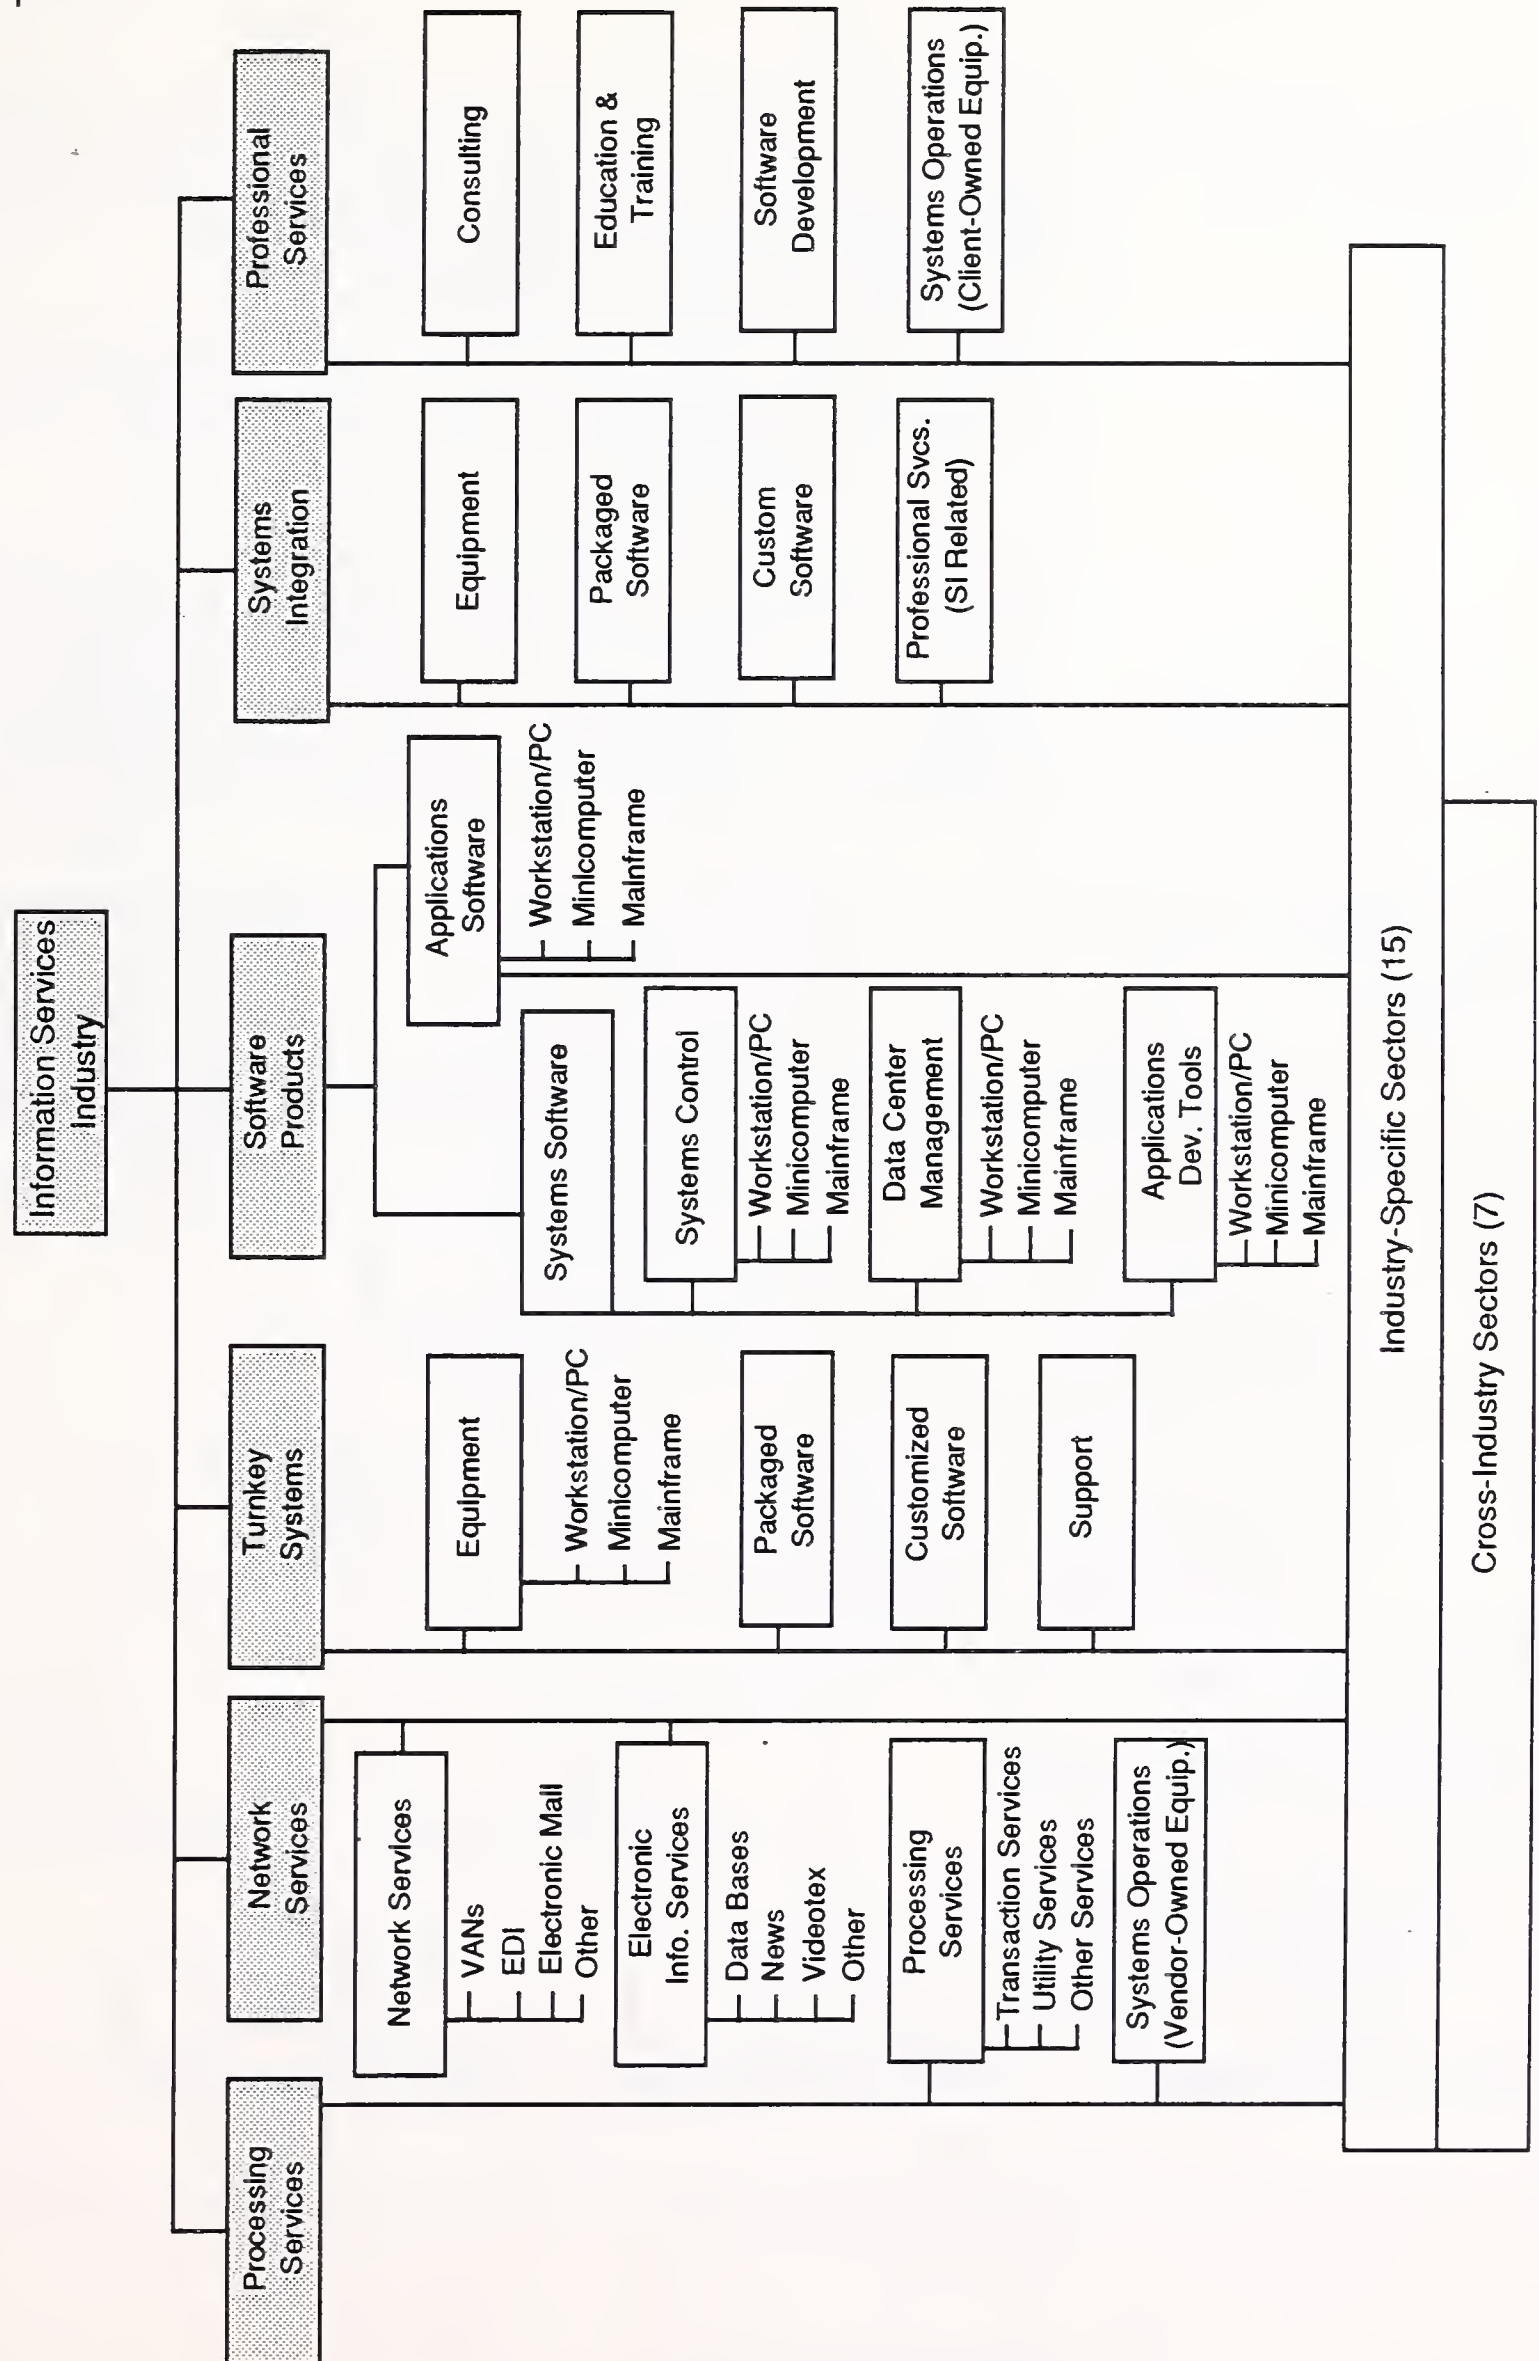 Information Services
Industry
Processing
Services
Network
Services
Turnkey
Systems
Software
Products
Systems
Integration
Professional
Services
Network Services
VANs
EDI
Electronic Mail
Other
Electronic
Info. Services
Data Bases
News
Videotex
Other
Processing
Services
Transaction Services
Utility Services
Other Services
Systems Operations
(Vendor-Owned Equip.)
Equipment
Workstation/PC
Minicomputer
Mainframe
Packaged
Software
Customized
Software
Support
Systems Software
Systems Control
Workstation/PC
Minicomputer
Mainframe
Data Center
Management
Workstation/PC
Minicomputer
Mainframe
Applications
Dev. Tools
Workstation/PC
Minicomputer
Mainframe
Applications
Software
Workstation/PC
Minicomputer
Mainframe
Equipment
Packaged
Software
Custom
Software
Professional Svcs.
(SI Related)
Consulting
Education &
Training
Software
Development
Systems Operations
(Client-Owned Equip.)
Industry-Specific Sectors (15)
Cross-Industry Sectors (7)